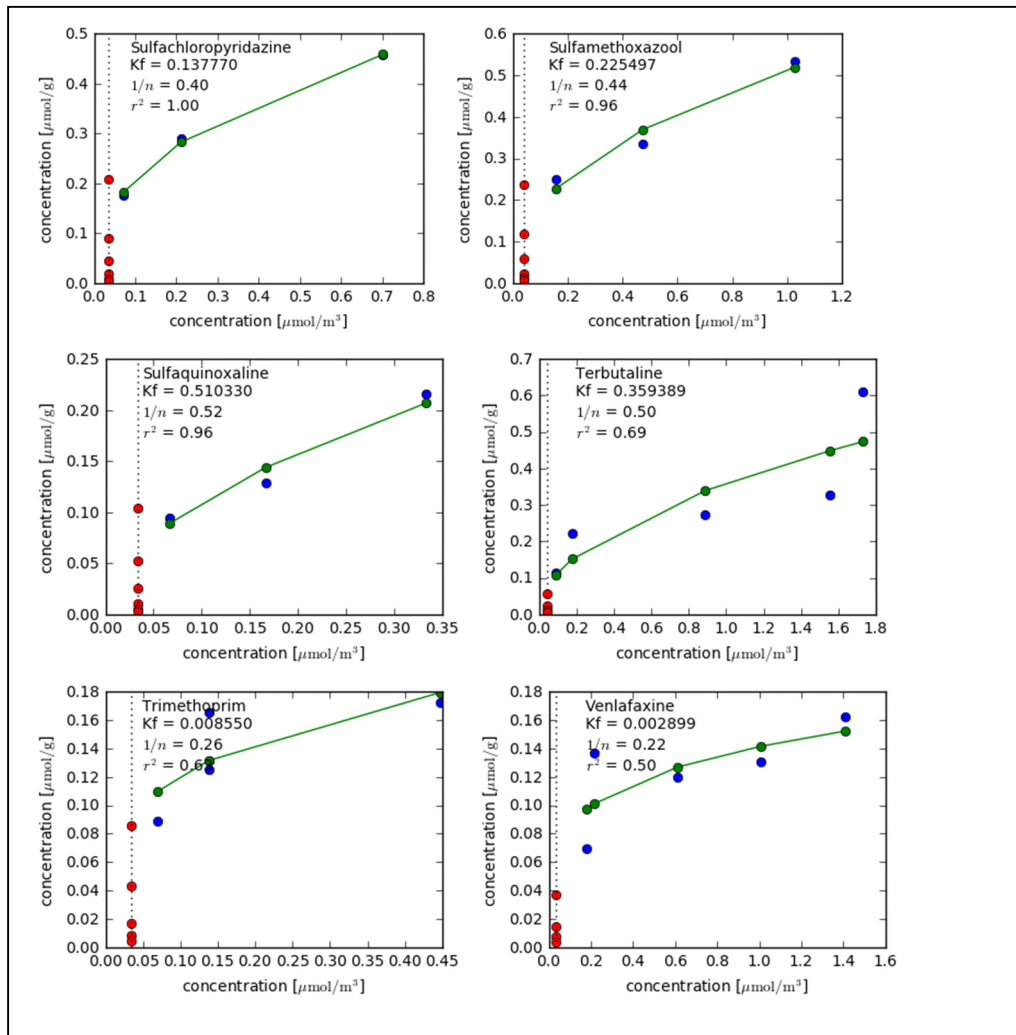 Sulfachloropyridazine
Kf = 0.137770
1/n = 0.40
r² = 1.00
concentration [μmol/g]
0.5
0.4
0.3
0.2
0.1
0.0
0.0 0.1 0.2 0.3 0.4 0.5 0.6 0.7 0.8
concentration [μmol/m³]
Sulfamethoxazool
Kf = 0.225497
1/n = 0.44
r² = 0.96
concentration [μmol/g]
0.6
0.5
0.4
0.3
0.2
0.1
0.0
0.0 0.2 0.4 0.6 0.8 1.0 1.2
concentration [μmol/m³]
Sulfaquinoxaline
Kf = 0.510330
1/n = 0.52
r² = 0.96
concentration [μmol/g]
0.25
0.20
0.15
0.10
0.05
0.00
0.00 0.05 0.10 0.15 0.20 0.25 0.30 0.35
concentration [μmol/m³]
Terbutaline
Kf = 0.359389
1/n = 0.50
r² = 0.69
concentration [μmol/g]
0.7
0.6
0.5
0.4
0.3
0.2
0.1
0.0
0.0 0.2 0.4 0.6 0.8 1.0 1.2 1.4 1.6 1.8
concentration [μmol/m³]
Trimethoprim
Kf = 0.008550
1/n = 0.26
r² =
concentration [μmol/g]
0.18
0.16
0.14
0.12
0.10
0.08
0.06
0.04
0.02
0.00
0.00 0.05 0.10 0.15 0.20 0.25 0.30 0.35 0.40 0.45
concentration [μmol/m³]
Venlafaxine
Kf = 0.002899
1/n = 0.22
r² = 0.50
concentration [μmol/g]
0.18
0.16
0.14
0.12
0.10
0.08
0.06
0.04
0.02
0.00
0.0 0.2 0.4 0.6 0.8 1.0 1.2 1.4 1.6
concentration [μmol/m³]